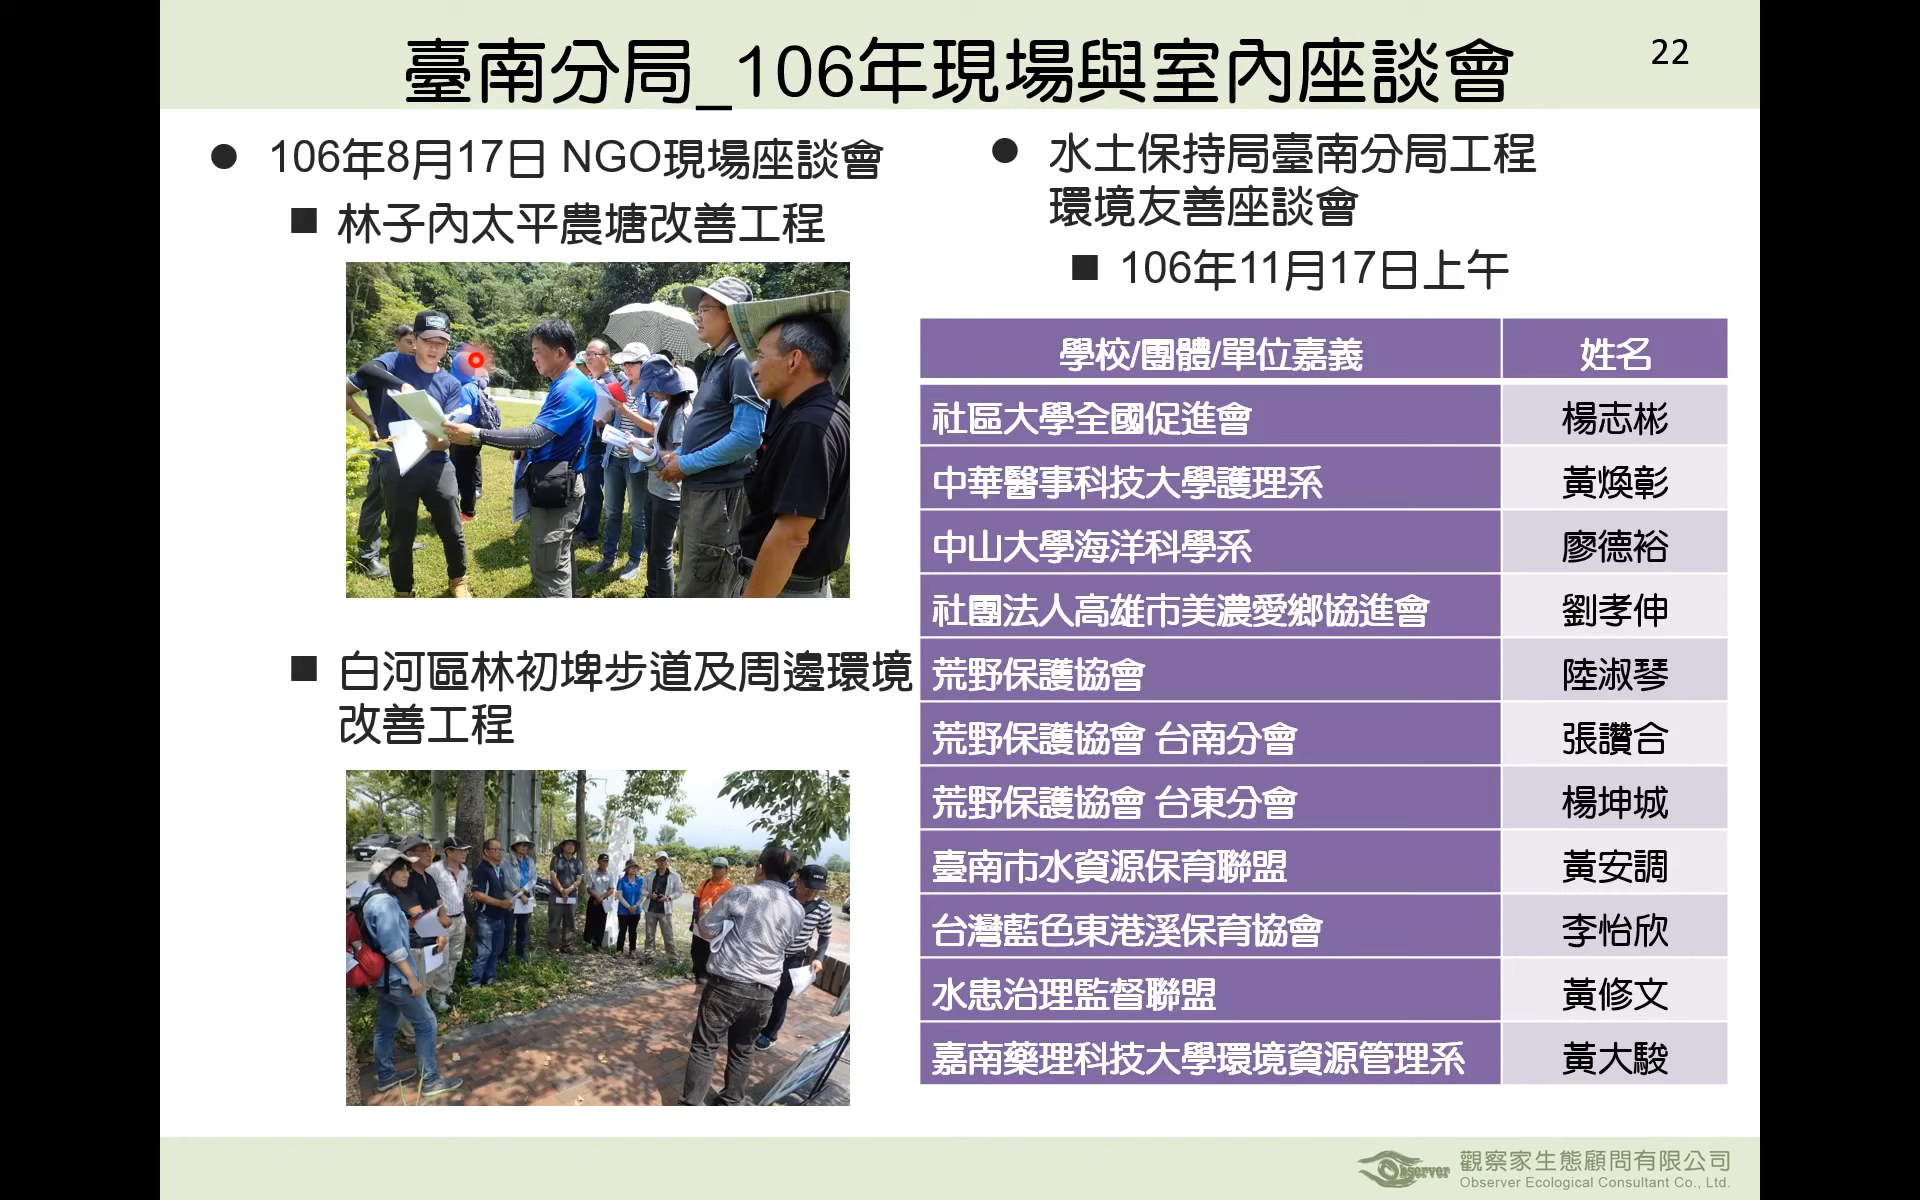 臺南分局_106年現場與室內座談會
22
106年8月17日 NGO現場座談會
林子內太平農塘改善工程
白河區林初埤步道及周邊環境
改善工程
水土保持局臺南分局工程
環境友善座談會
106年11月17日上午
學校/團體/單位嘉義 姓名
社區大學全國促進會 楊志彬
中華醫事科技大學護理系 黃煥彰
中山大學海洋科學系 廖德裕
社團法人高雄市美濃愛鄉協進會 劉孝伸
荒野保護協會 陸淑琴
荒野保護協會 台南分會 張讚合
荒野保護協會 台東分會 楊坤城
臺南市水資源保育聯盟 黃安調
台灣藍色東港溪保育協會 李怡欣
水患治理監督聯盟 黃修文
嘉南藥理科技大學環境資源管理系 黃大駿
Observer
觀察家生態顧問有限公司
Observer Ecological Consultant Co., Ltd.